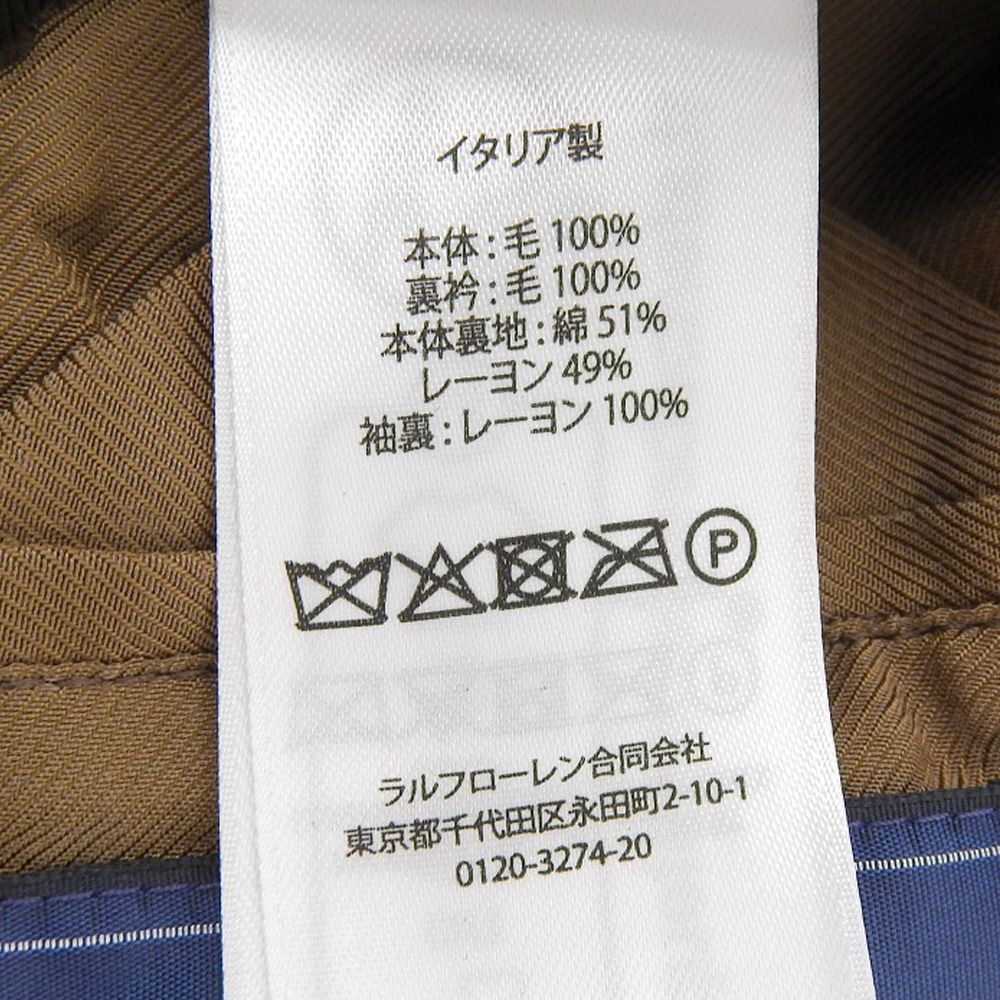 イタリア製
本体 : 毛 100%
裏衿 : 毛 100%
本体裏地 : 綿 51%
レーヨン 49%
袖裏 : レーヨン 100%
P
ラルフローレン合同会社
東京都千代田区永田町2-10-1
0120-3274-20